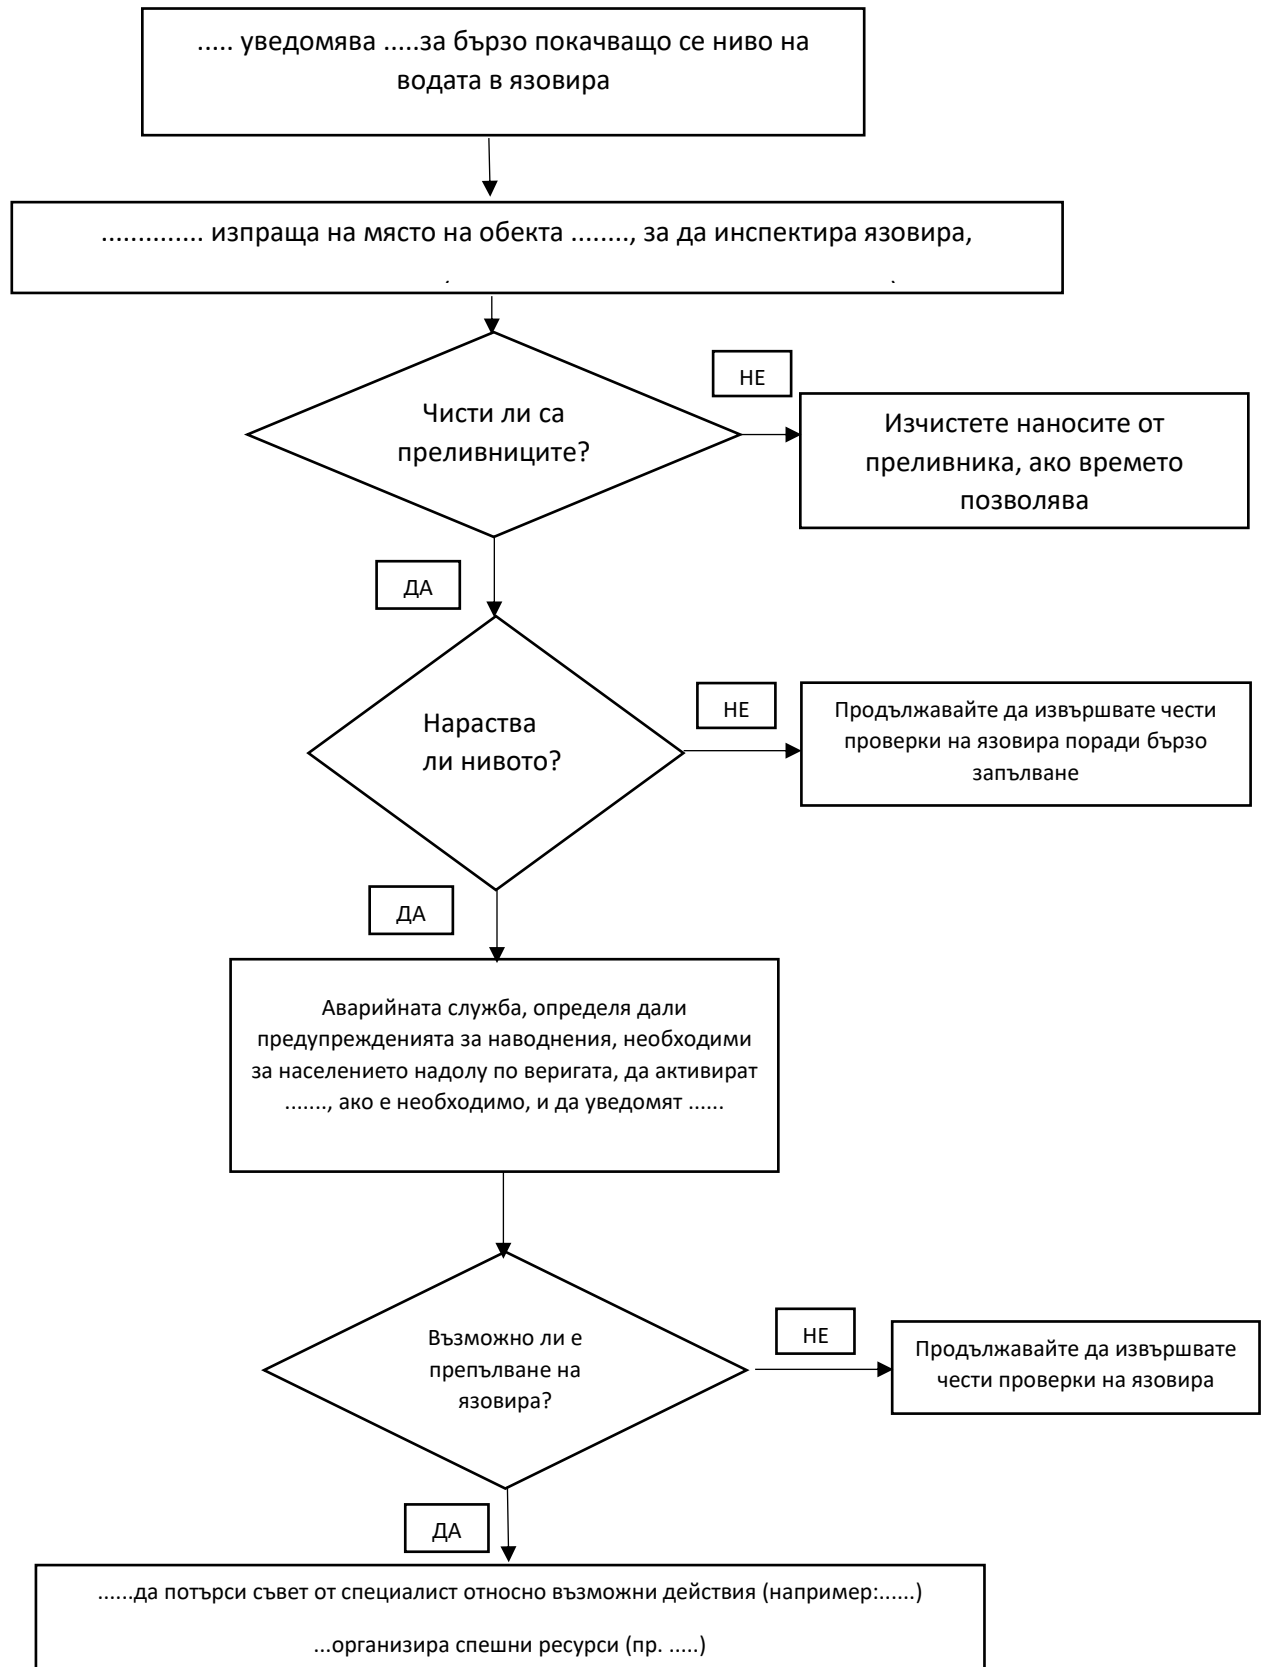 ..... уведомява .....за бързо покачващо се ниво на
водата в язовира
.............. изпраща на място на обекта ........, за да инспектира язовира,
НЕ
Чисти ли са
преливниците?
Изчистете наносите от
преливника, ако времето
позволява
ДА
НЕ
Нараства
ли нивото?
Продължавайте да извършвате чести
проверки на язовира поради бързо
запълване
ДА
Аварийната служба, определя дали
предупрежденията за наводнения, необходими
за населението надолу по веригата, да активират
......., ако е необходимо, и да уведомят ......
НЕ
Възможно ли е
препълване на
язовира?
Продължавайте да извършвате
чести проверки на язовира
ДА
......да потърси съвет от специалист относно възможни действия (например:......)
...организира спешни ресурси (пр. .....)